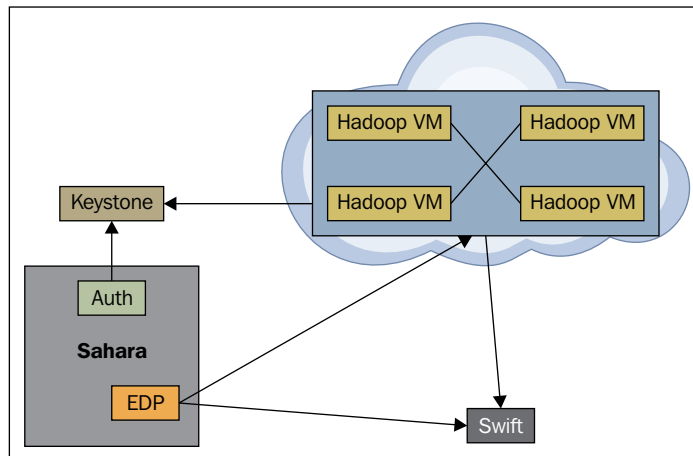 Hadoop VM
Hadoop VM
Hadoop VM
Hadoop VM
Keystone
Auth
Sahara
EDP
Swift